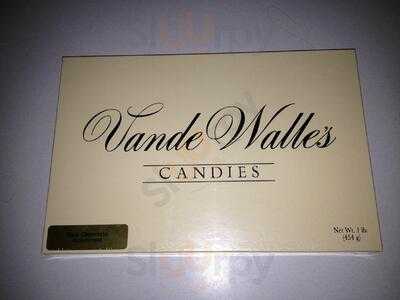 Vande Walle's
CANDIES
Net Wt. 1 lb.
(454 g)